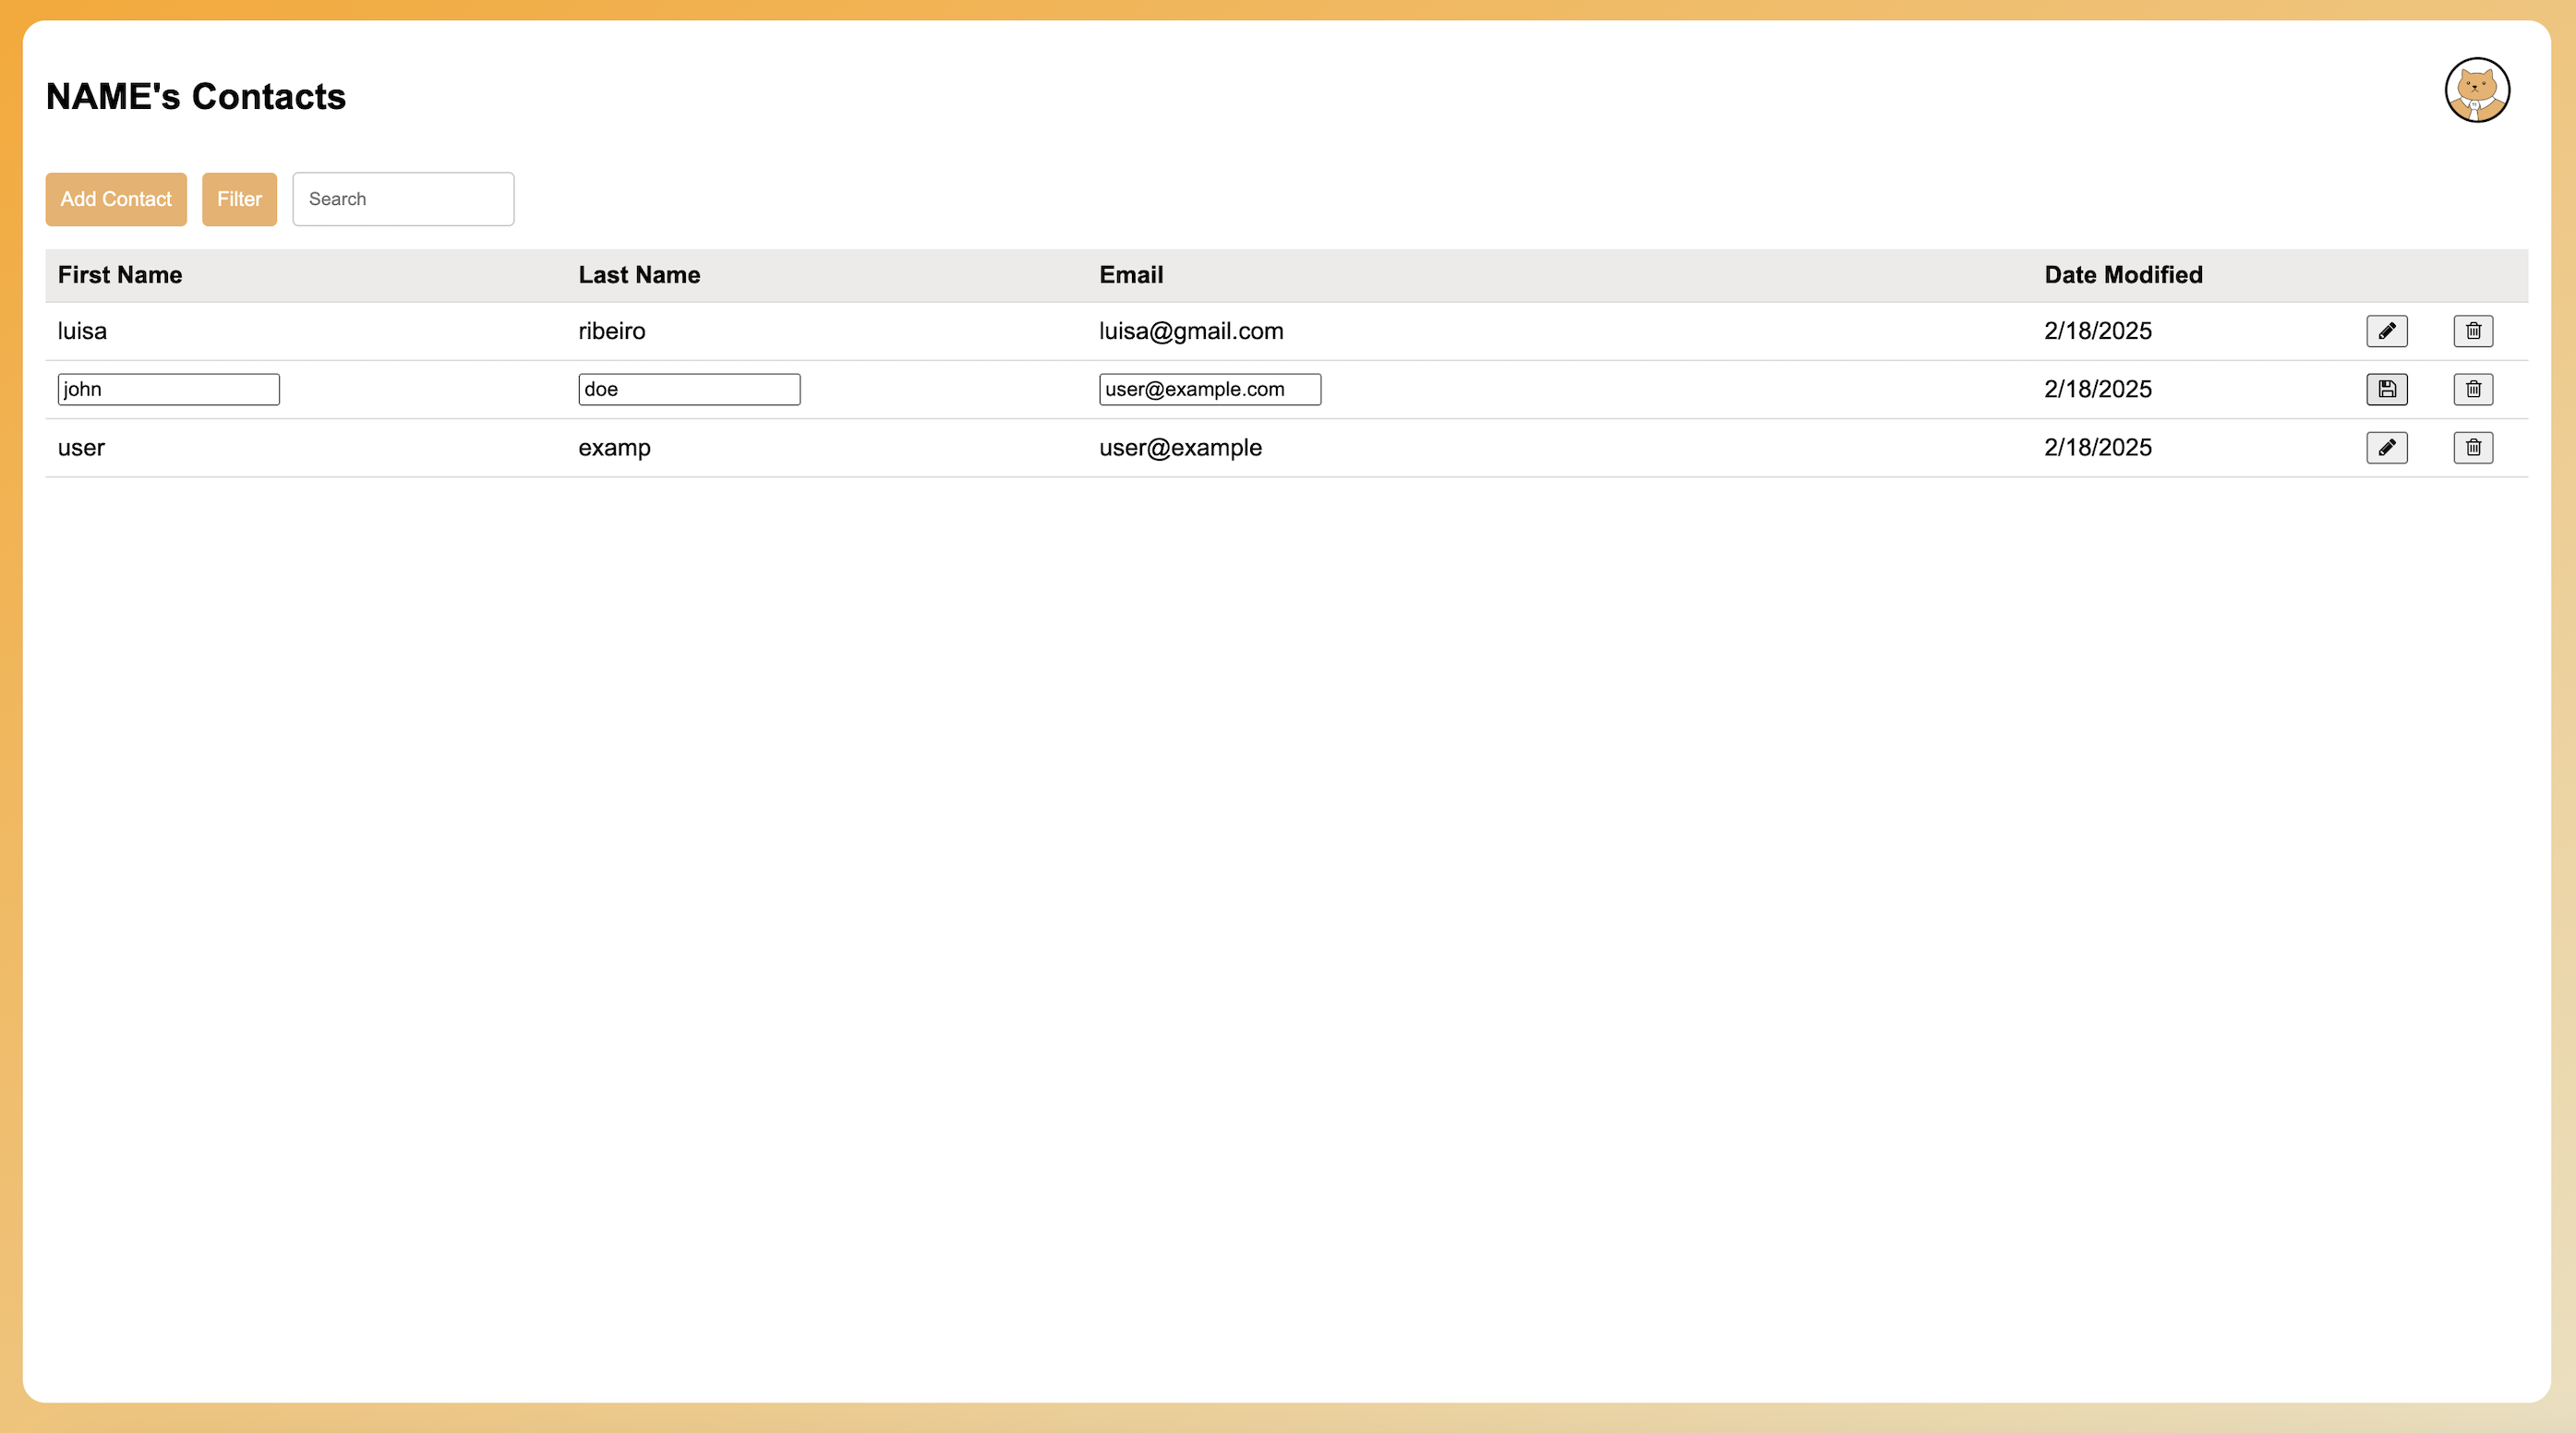 NAME's Contacts
Add Contact Filter Search
First Name Last Name Email Date Modified
luisa ribeiro luisa@gmail.com 2/18/2025
john doe user@example.com 2/18/2025
user examp user@example 2/18/2025